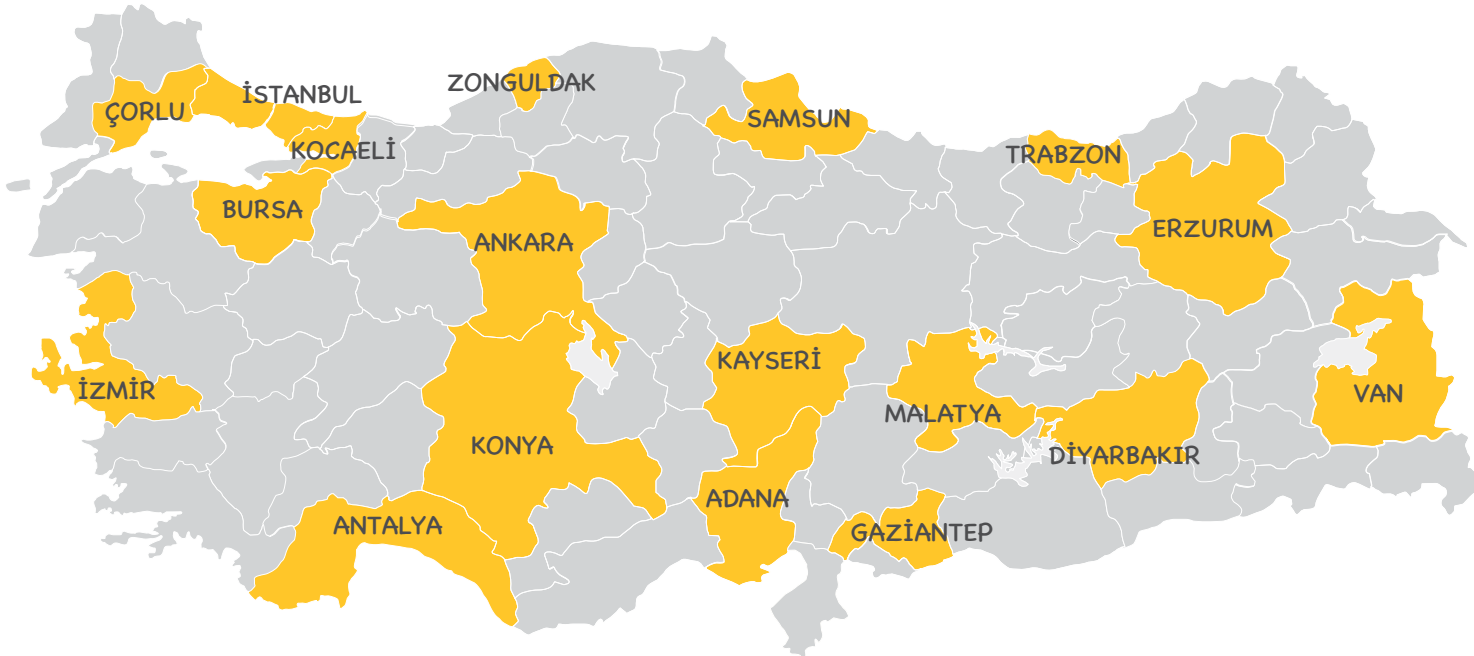 ZONGULDAK
İSTANBUL
ÇORLU
SAMSUN
KOCAELİ
TRABZON
BURSA
ERZURUM
ANKARA
KAYSERİ
İZMİR
VAN
MALATYA
KONYA
DİYARBAKIR
ADANA
ANTALYA
GAZİANTEP